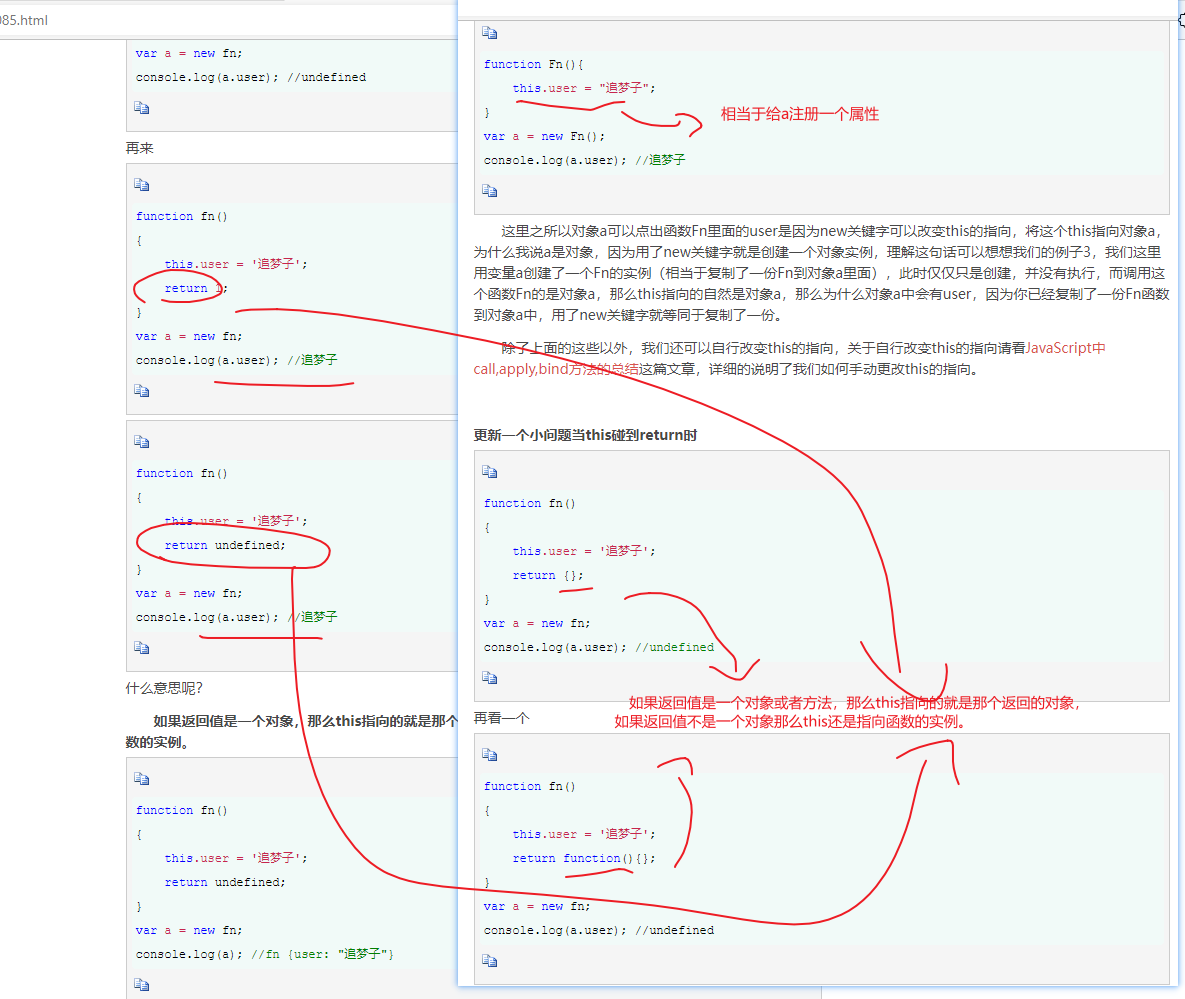 085.html
var a = new fn;
console.log(a.user); //undefined
再来
function fn()
{
this.user = '追梦子';
return 1;
}
var a = new fn;
console.log(a.user); //追梦子
function fn()
{
this.user = '追梦子';
return undefined;
}
var a = new fn;
console.log(a.user); //追梦子
什么意思呢?
如果返回值是一个对象，那么this指向的就是那个
数的实例。
function fn()
{
this.user = '追梦子';
return undefined;
}
var a = new fn;
console.log(a); //fn {user: "追梦子"}
function Fn(){
this.user = "追梦子";
}
var a = new Fn();
console.log(a.user); //追梦子
相当于给a注册一个属性
这里之所以对象a可以点出函数Fn里面的user是因为new关键字可以改变this的指向，将这个this指向对象a，
为什么我说a是对象，因为用了new关键字就是创建一个对象实例，理解这句话可以想想我们的例子3，我们这里
用变量a创建了一个Fn的实例（相当于复制了一份Fn到对象a里面），此时仅仅只是创建，并没有执行，而调用这
个函数Fn的是对象a，那么this指向的自然是对象a，那么为什么对象a中会有user，因为你已经复制了一份Fn函数
到对象a中，用了new关键字就等同于复制了一份。
除了上面的这些以外，我们还可以自行改变this的指向，关于自行改变this的指向请看JavaScript中
call,apply,bind方法的总结这篇文章，详细的说明了我们如何手动更改this的指向。
更新一个小问题当this碰到return时
function fn()
{
this.user = '追梦子';
return {};
}
var a = new fn;
console.log(a.user); //undefined
如果返回值是一个对象或者方法，那么this指向的就是那个返回的对象，
如果返回值不是一个对象那么this还是指向函数的实例。
再看一个
function fn()
{
this.user = '追梦子';
return function(){};
}
var a = new fn;
console.log(a.user); //undefined